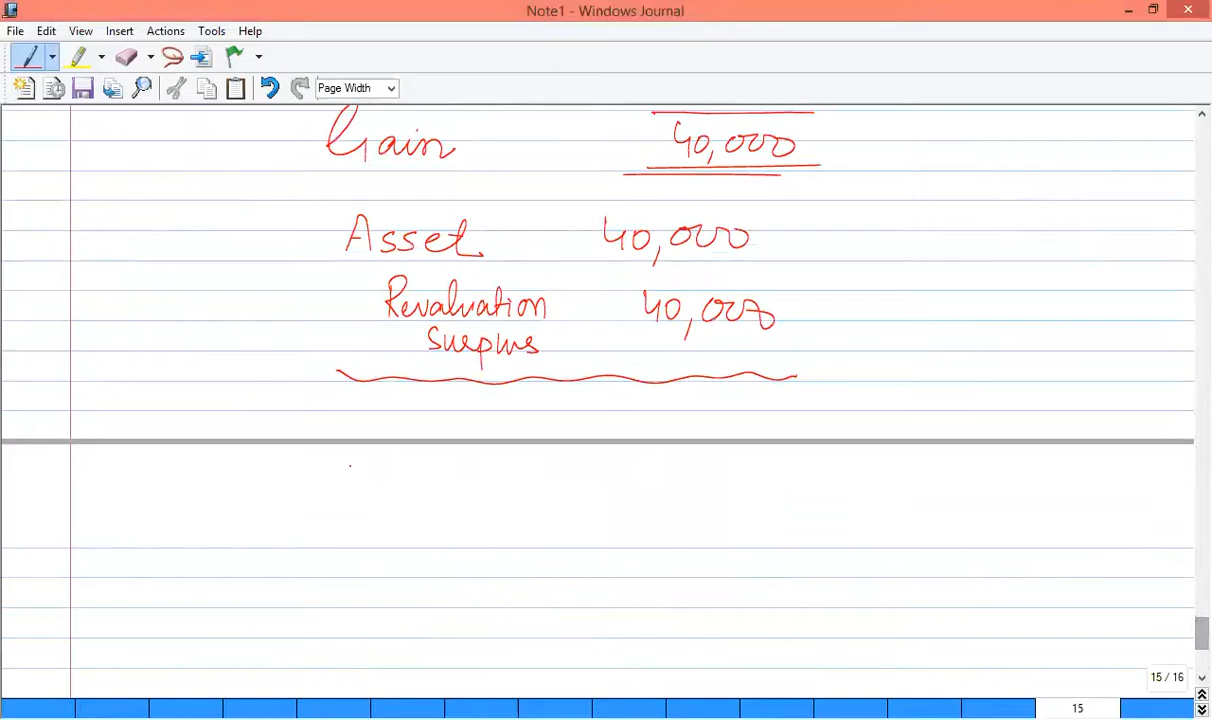 Note1 - Windows Journal
File Edit View Insert Actions Tools Help
Page Width
Gain 40,000
Asset 40,000
Revaluation 40,000
Surplus
15 / 16
15